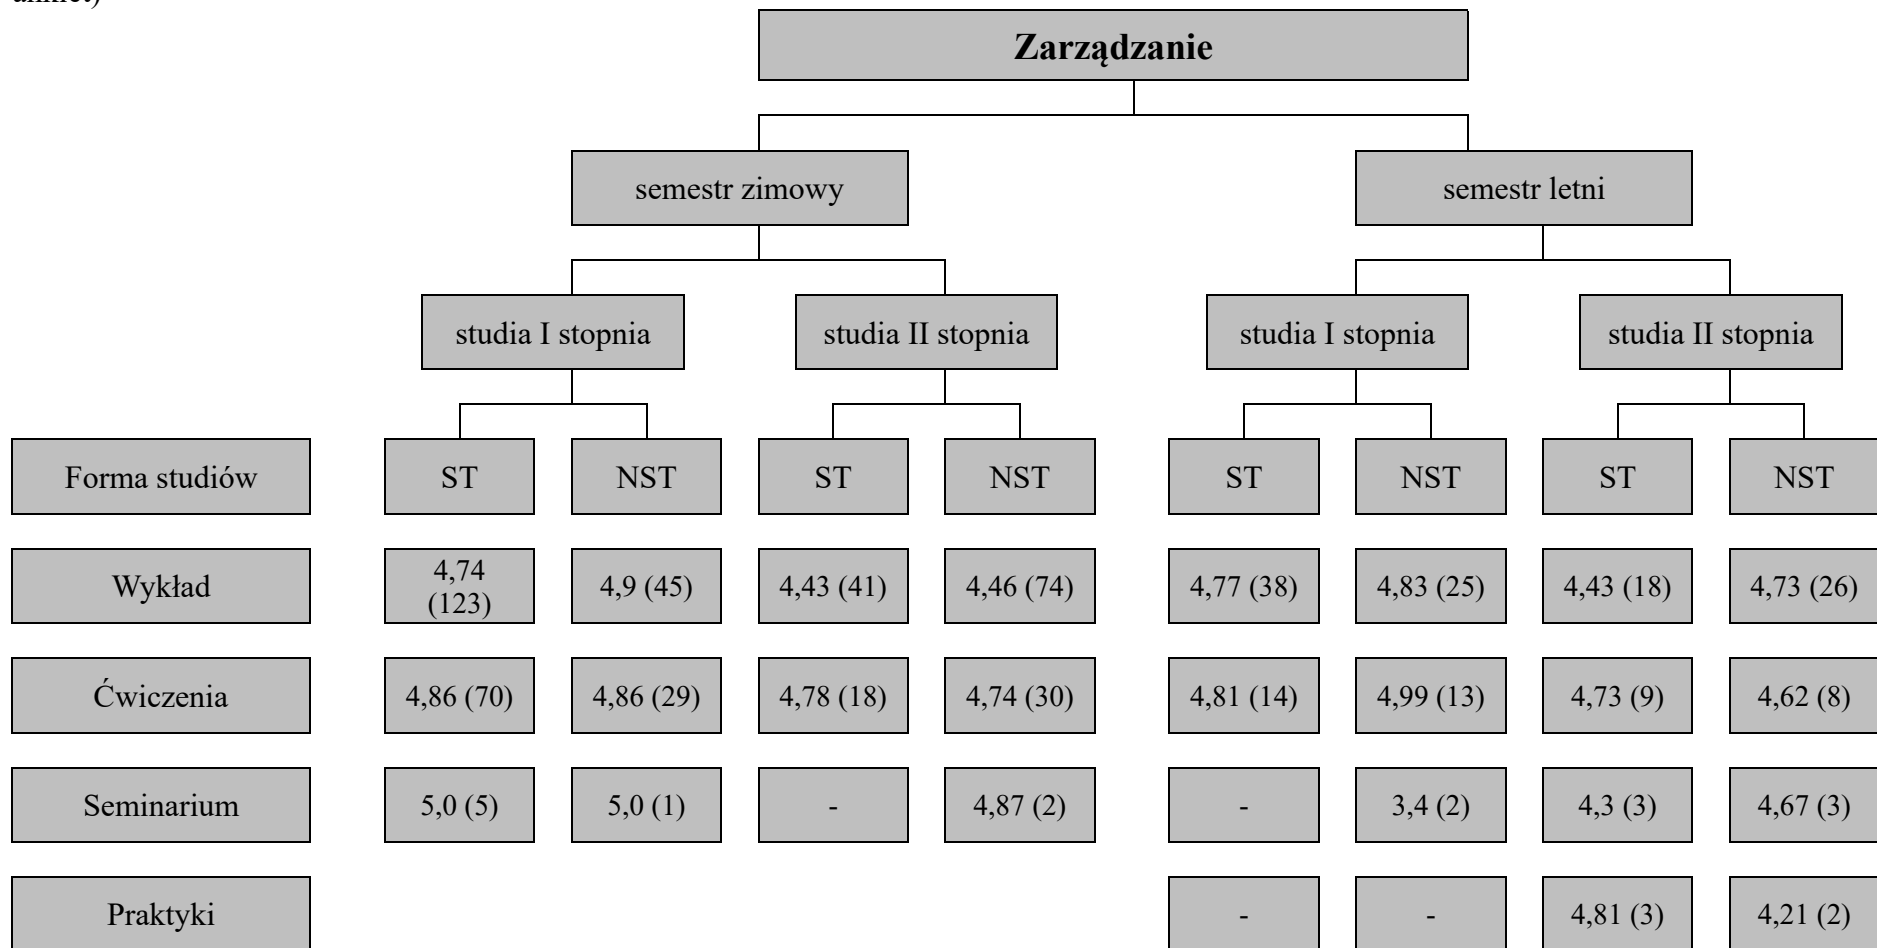 ankiet)
Zarządzanie
semestr zimowy
semestr letni
studia I stopnia
studia II stopnia
studia I stopnia
studia II stopnia
Forma studiów
ST
NST
ST
NST
ST
NST
ST
NST
Wykład
4,74
(123)
4,9 (45)
4,43 (41)
4,46 (74)
4,77 (38)
4,83 (25)
4,43 (18)
4,73 (26)
Ćwiczenia
4,86 (70)
4,86 (29)
4,78 (18)
4,74 (30)
4,81 (14)
4,99 (13)
4,73 (9)
4,62 (8)
Seminarium
5,0 (5)
5,0 (1)
-
4,87 (2)
-
3,4 (2)
4,3 (3)
4,67 (3)
Praktyki
-
-
4,81 (3)
4,21 (2)